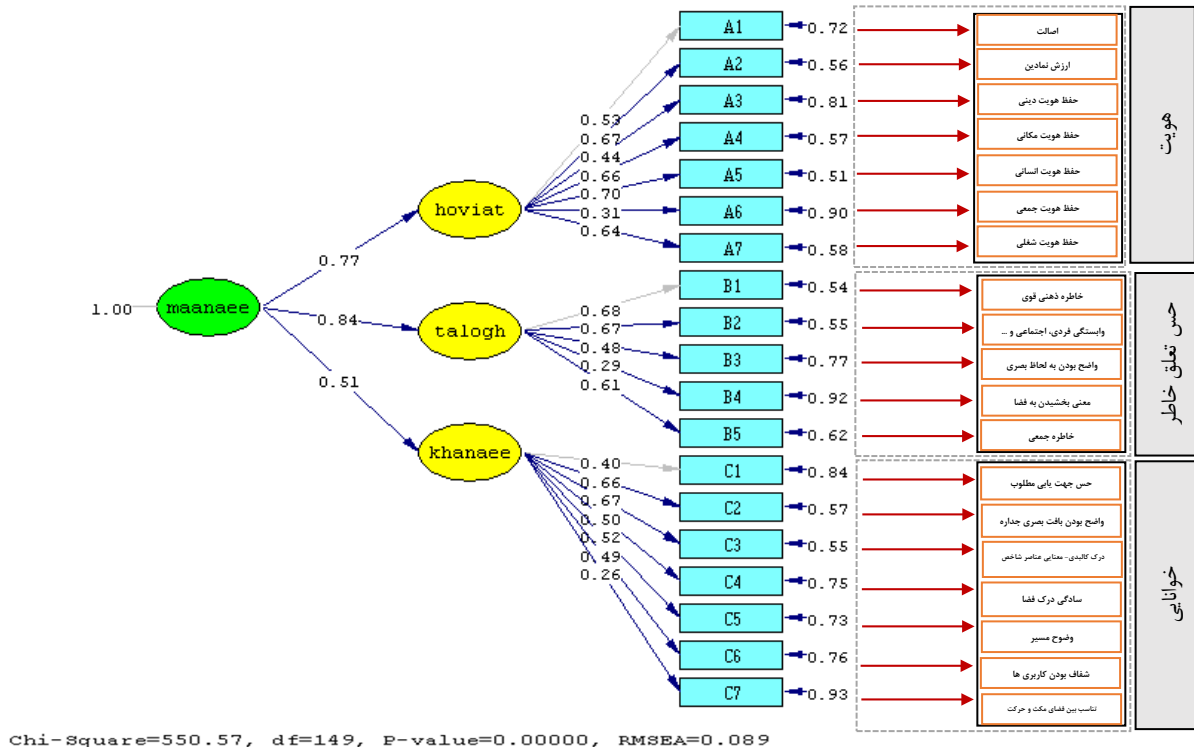 1.00
maanaee
0.77
0.84
0.51
hoviat
talogh
khanaee
0.53
0.67
0.44
0.66
0.70
0.31
0.64
0.68
0.67
0.48
0.29
0.61
0.40
0.66
0.67
0.50
0.52
0.49
0.26
A1 0.72 اصالت
A2 0.56 ارزش نمادین
A3 0.81 حفظ هویت دینی
A4 0.57 حفظ هویت مکانی
A5 0.51 حفظ هویت انسانی
A6 0.90 حفظ هویت جمعی
A7 0.58 حفظ هویت شغلی
هویت
B1 0.54 خاطره ذهنی قوی
B2 0.55 وابستگی فردی، اجتماعی و ...
B3 0.77 واضح بودن به لحاظ بصری
B4 0.92 معنی بخشیدن به فضا
B5 0.62 خاطره جمعی
حس تعلق خاطر
C1 0.84 حس جهت یابی مطلوب
C2 0.57 واضح بودن بافت بصری جداره
C3 0.55 درک کالبدی- معنایی عناصر شاخص
C4 0.75 سادگی درک فضا
C5 0.73 وضوح مسیر
C6 0.76 شفاف بودن کاربری ها
C7 0.93 تناسب بین فضای مکث و حرکت
خوانایی
Chi-Square=550.57, df=149, P-value=0.00000, RMSEA=0.089